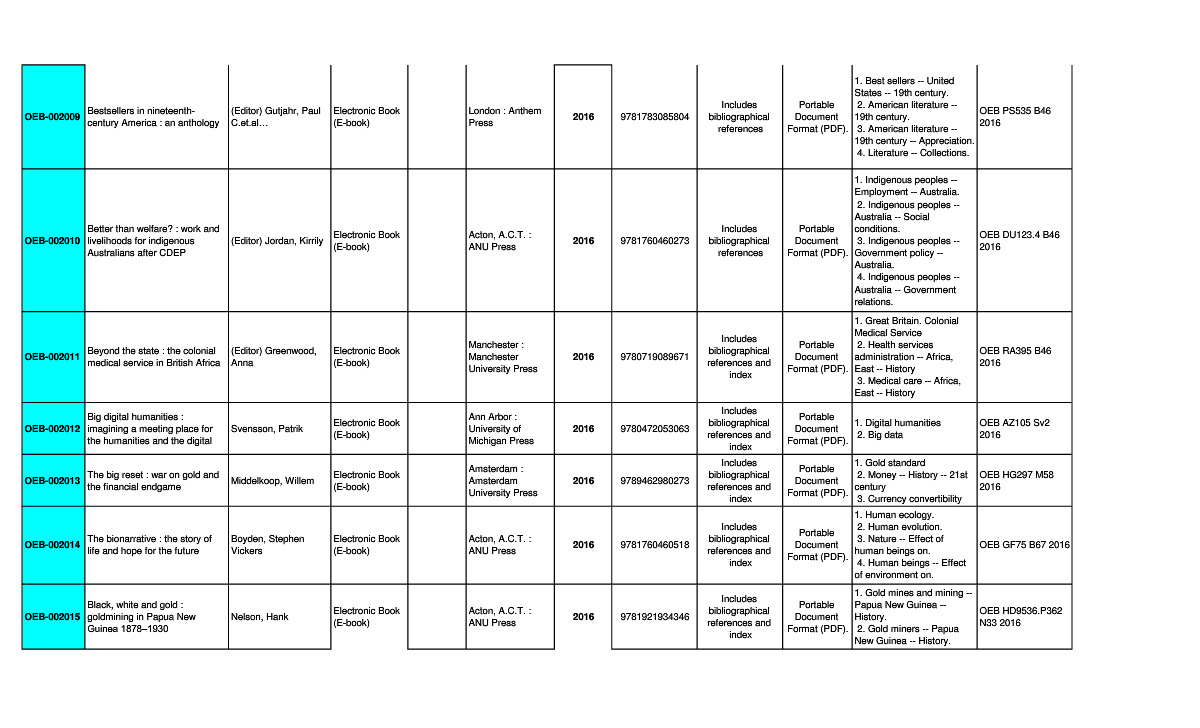 OEB-002009
Bestsellers in nineteenth-
century America : an anthology
(Editor) Gutjahr, Paul
C.et.al…
Electronic Book
(E-book)
London : Anthem
Press
2016
9781783085804
Includes
bibliographical
references
Portable
Document
Format (PDF).
1. Best sellers -- United
States -- 19th century.
2. American literature --
19th century.
3. American literature --
19th century -- Appreciation.
4. Literature -- Collections.
OEB PS535 B46
2016
OEB-002010
Better than welfare? : work and
livelihoods for indigenous
Australians after CDEP
(Editor) Jordan, Kirrily
Electronic Book
(E-book)
Acton, A.C.T. :
ANU Press
2016
9781760460273
Includes
bibliographical
references
Portable
Document
Format (PDF).
1. Indigenous peoples --
Employment -- Australia.
2. Indigenous peoples --
Australia -- Social
conditions.
3. Indigenous peoples --
Government policy --
Australia.
4. Indigenous peoples --
Australia -- Government
relations.
OEB DU123.4 B46
2016
OEB-002011
Beyond the state : the colonial
medical service in British Africa
(Editor) Greenwood,
Anna
Electronic Book
(E-book)
Manchester :
Manchester
University Press
2016
9780719089671
Includes
bibliographical
references and
index
Portable
Document
Format (PDF).
1. Great Britain. Colonial
Medical Service
2. Health services
administration -- Africa,
East -- History
3. Medical care -- Africa,
East -- History
OEB RA395 B46
2016
OEB-002012
Big digital humanities :
imagining a meeting place for
the humanities and the digital
Svensson, Patrik
Electronic Book
(E-book)
Ann Arbor :
University of
Michigan Press
2016
9780472053063
Includes
bibliographical
references and
index
Portable
Document
Format (PDF).
1. Digital humanities
2. Big data
OEB AZ105 Sv2
2016
OEB-002013
The big reset : war on gold and
the financial endgame
Middelkoop, Willem
Electronic Book
(E-book)
Amsterdam :
Amsterdam
University Press
2016
9789462980273
Includes
bibliographical
references and
index
Portable
Document
Format (PDF).
1. Gold standard
2. Money -- History -- 21st
century
3. Currency convertibility
OEB HG297 M58
2016
OEB-002014
The bionarrative : the story of
life and hope for the future
Boyden, Stephen
Vickers
Electronic Book
(E-book)
Acton, A.C.T. :
ANU Press
2016
9781760460518
Includes
bibliographical
references and
index
Portable
Document
Format (PDF).
1. Human ecology.
2. Human evolution.
3. Nature -- Effect of
human beings on.
4. Human beings -- Effect
of environment on.
OEB GF75 B67 2016
OEB-002015
Black, white and gold :
goldmining in Papua New
Guinea 1878–1930
Nelson, Hank
Electronic Book
(E-book)
Acton, A.C.T. :
ANU Press
2016
9781921934346
Includes
bibliographical
references and
index
Portable
Document
Format (PDF).
1. Gold mines and mining --
Papua New Guinea --
History.
2. Gold miners -- Papua
New Guinea -- History.
OEB HD9536.P362
N33 2016